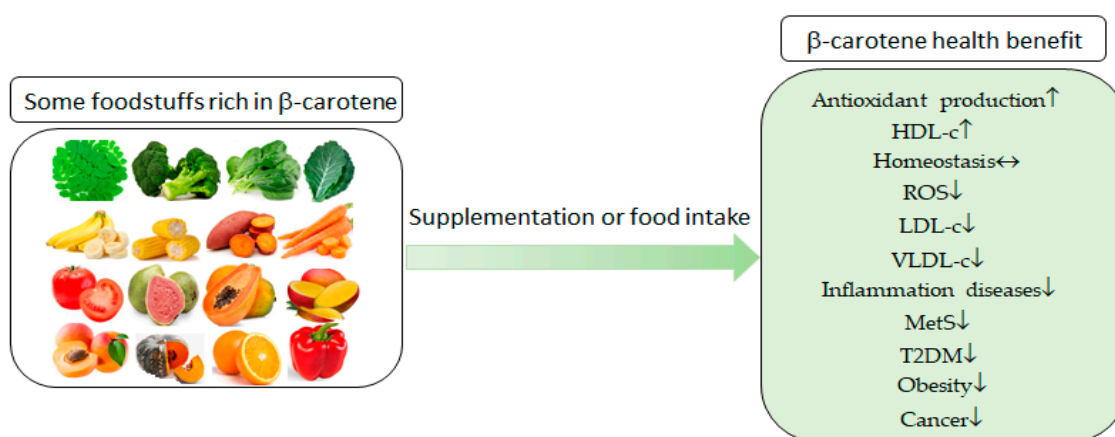 β-carotene health benefit
Some foodstuffs rich in β-carotene
Supplementation or food intake
Antioxidant production↑
HDL-c↑
Homeostasis↔
ROS↓
LDL-c↓
VLDL-c↓
Inflammation diseases↓
MetS↓
T2DM↓
Obesity↓
Cancer↓